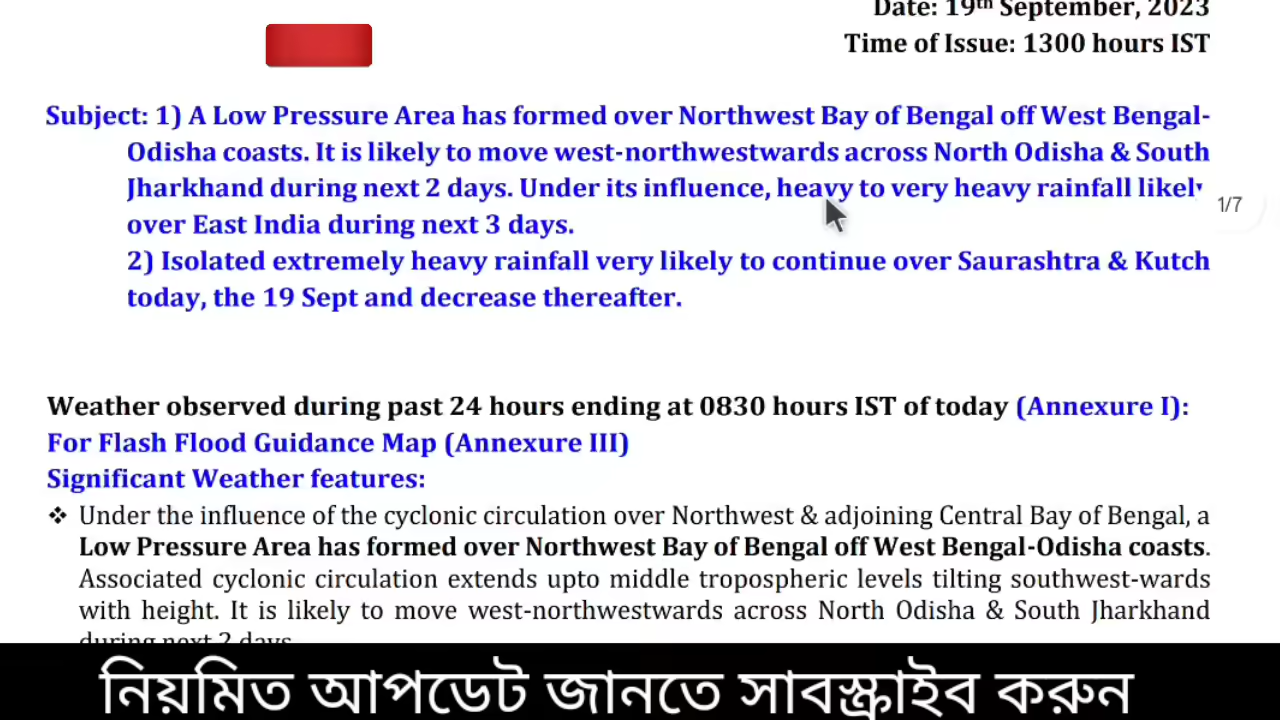 Date: 19th September, 2023
Time of Issue: 1300 hours IST
Subject: 1) A Low Pressure Area has formed over Northwest Bay of Bengal off West Bengal-
Odisha coasts. It is likely to move west-northwestwards across North Odisha & South
Jharkhand during next 2 days. Under its influence, heavy to very heavy rainfall likely
1/7
over East India during next 3 days.
2) Isolated extremely heavy rainfall very likely to continue over Saurashtra & Kutch
today, the 19 Sept and decrease thereafter.
Weather observed during past 24 hours ending at 0830 hours IST of today (Annexure I):
For Flash Flood Guidance Map (Annexure III)
Significant Weather features:
❖ Under the influence of the cyclonic circulation over Northwest & adjoining Central Bay of Bengal, a
Low Pressure Area has formed over Northwest Bay of Bengal off West Bengal-Odisha coasts.
Associated cyclonic circulation extends upto middle tropospheric levels tilting southwest-wards
with height. It is likely to move west-northwestwards across North Odisha & South Jharkhand
during next 2 days.
নিয়মিত আপডেট জানতে সাবস্ক্রাইব করুন